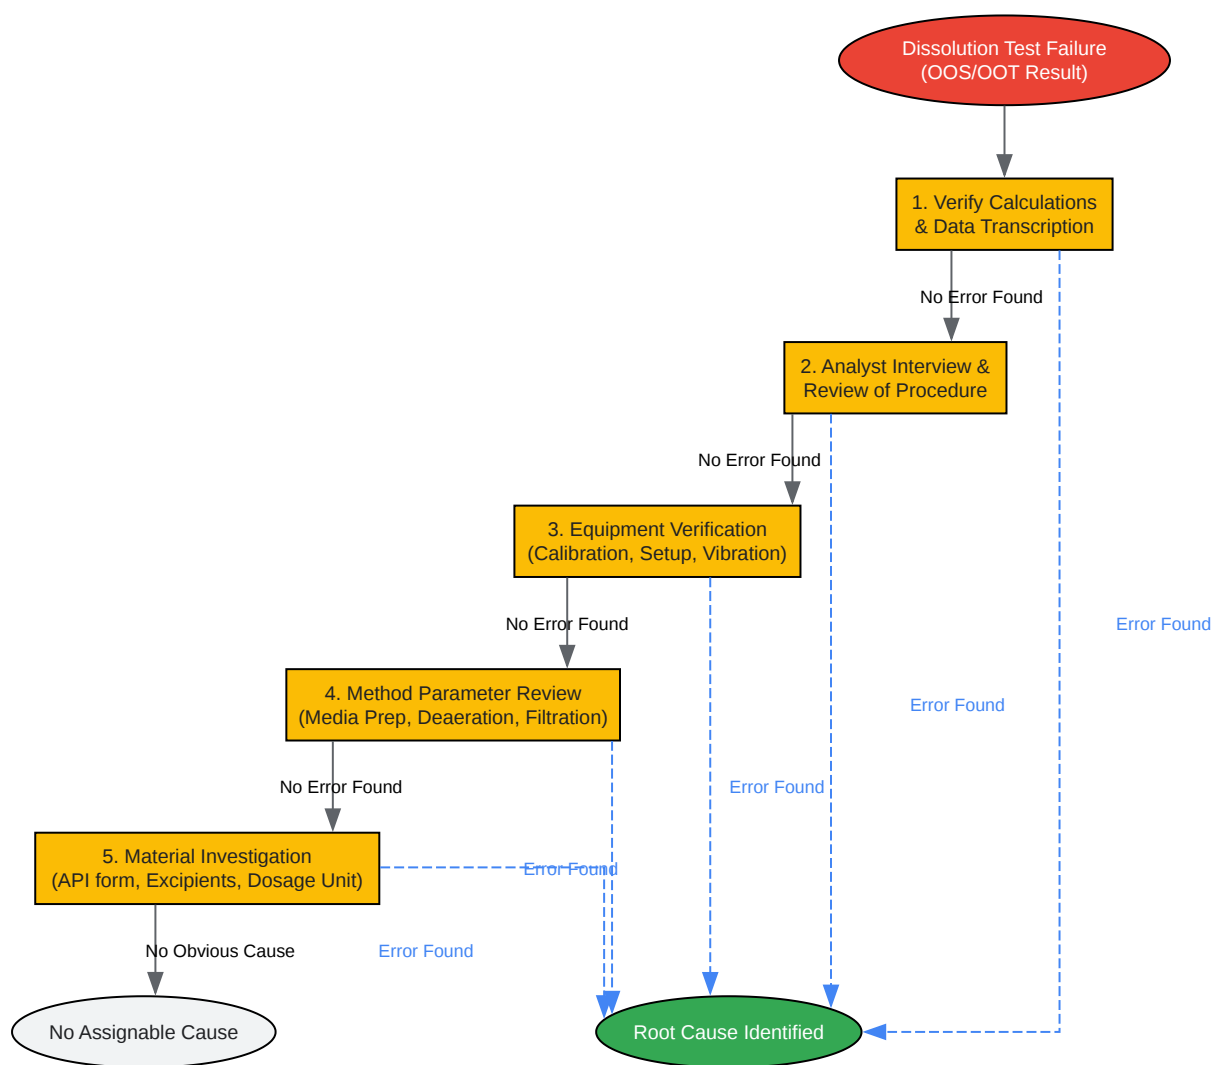 Dissolution Test Failure
(OOS/OOT Result)
1. Verify Calculations
& Data Transcription
No Error Found
2. Analyst Interview &
Review of Procedure
No Error Found
3. Equipment Verification
(Calibration, Setup, Vibration)
No Error Found
Error Found
4. Method Parameter Review
(Media Prep, Deaeration, Filtration)
Error Found
No Error Found
Error Found
5. Material Investigation
(API form, Excipients, Dosage Unit)
Error Found
No Obvious Cause
Error Found
No Assignable Cause
Root Cause Identified